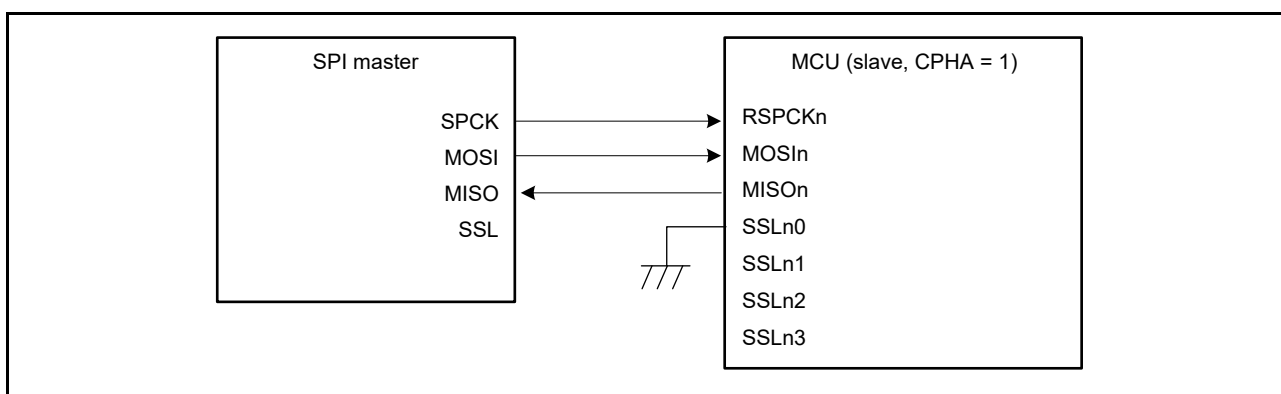 SPI master
SPCK
MOSI
MISO
SSL
MCU (slave, CPHA = 1)
RSPCKn
MOSIn
MISOn
SSLn0
SSLn1
SSLn2
SSLn3